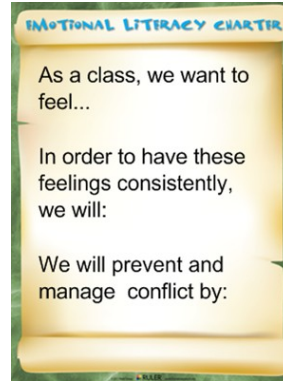 EMOTIONAL LITERACY CHARTER
As a class, we want to
feel...
In order to have these
feelings consistently,
we will:
We will prevent and
manage  conflict by:
RULER